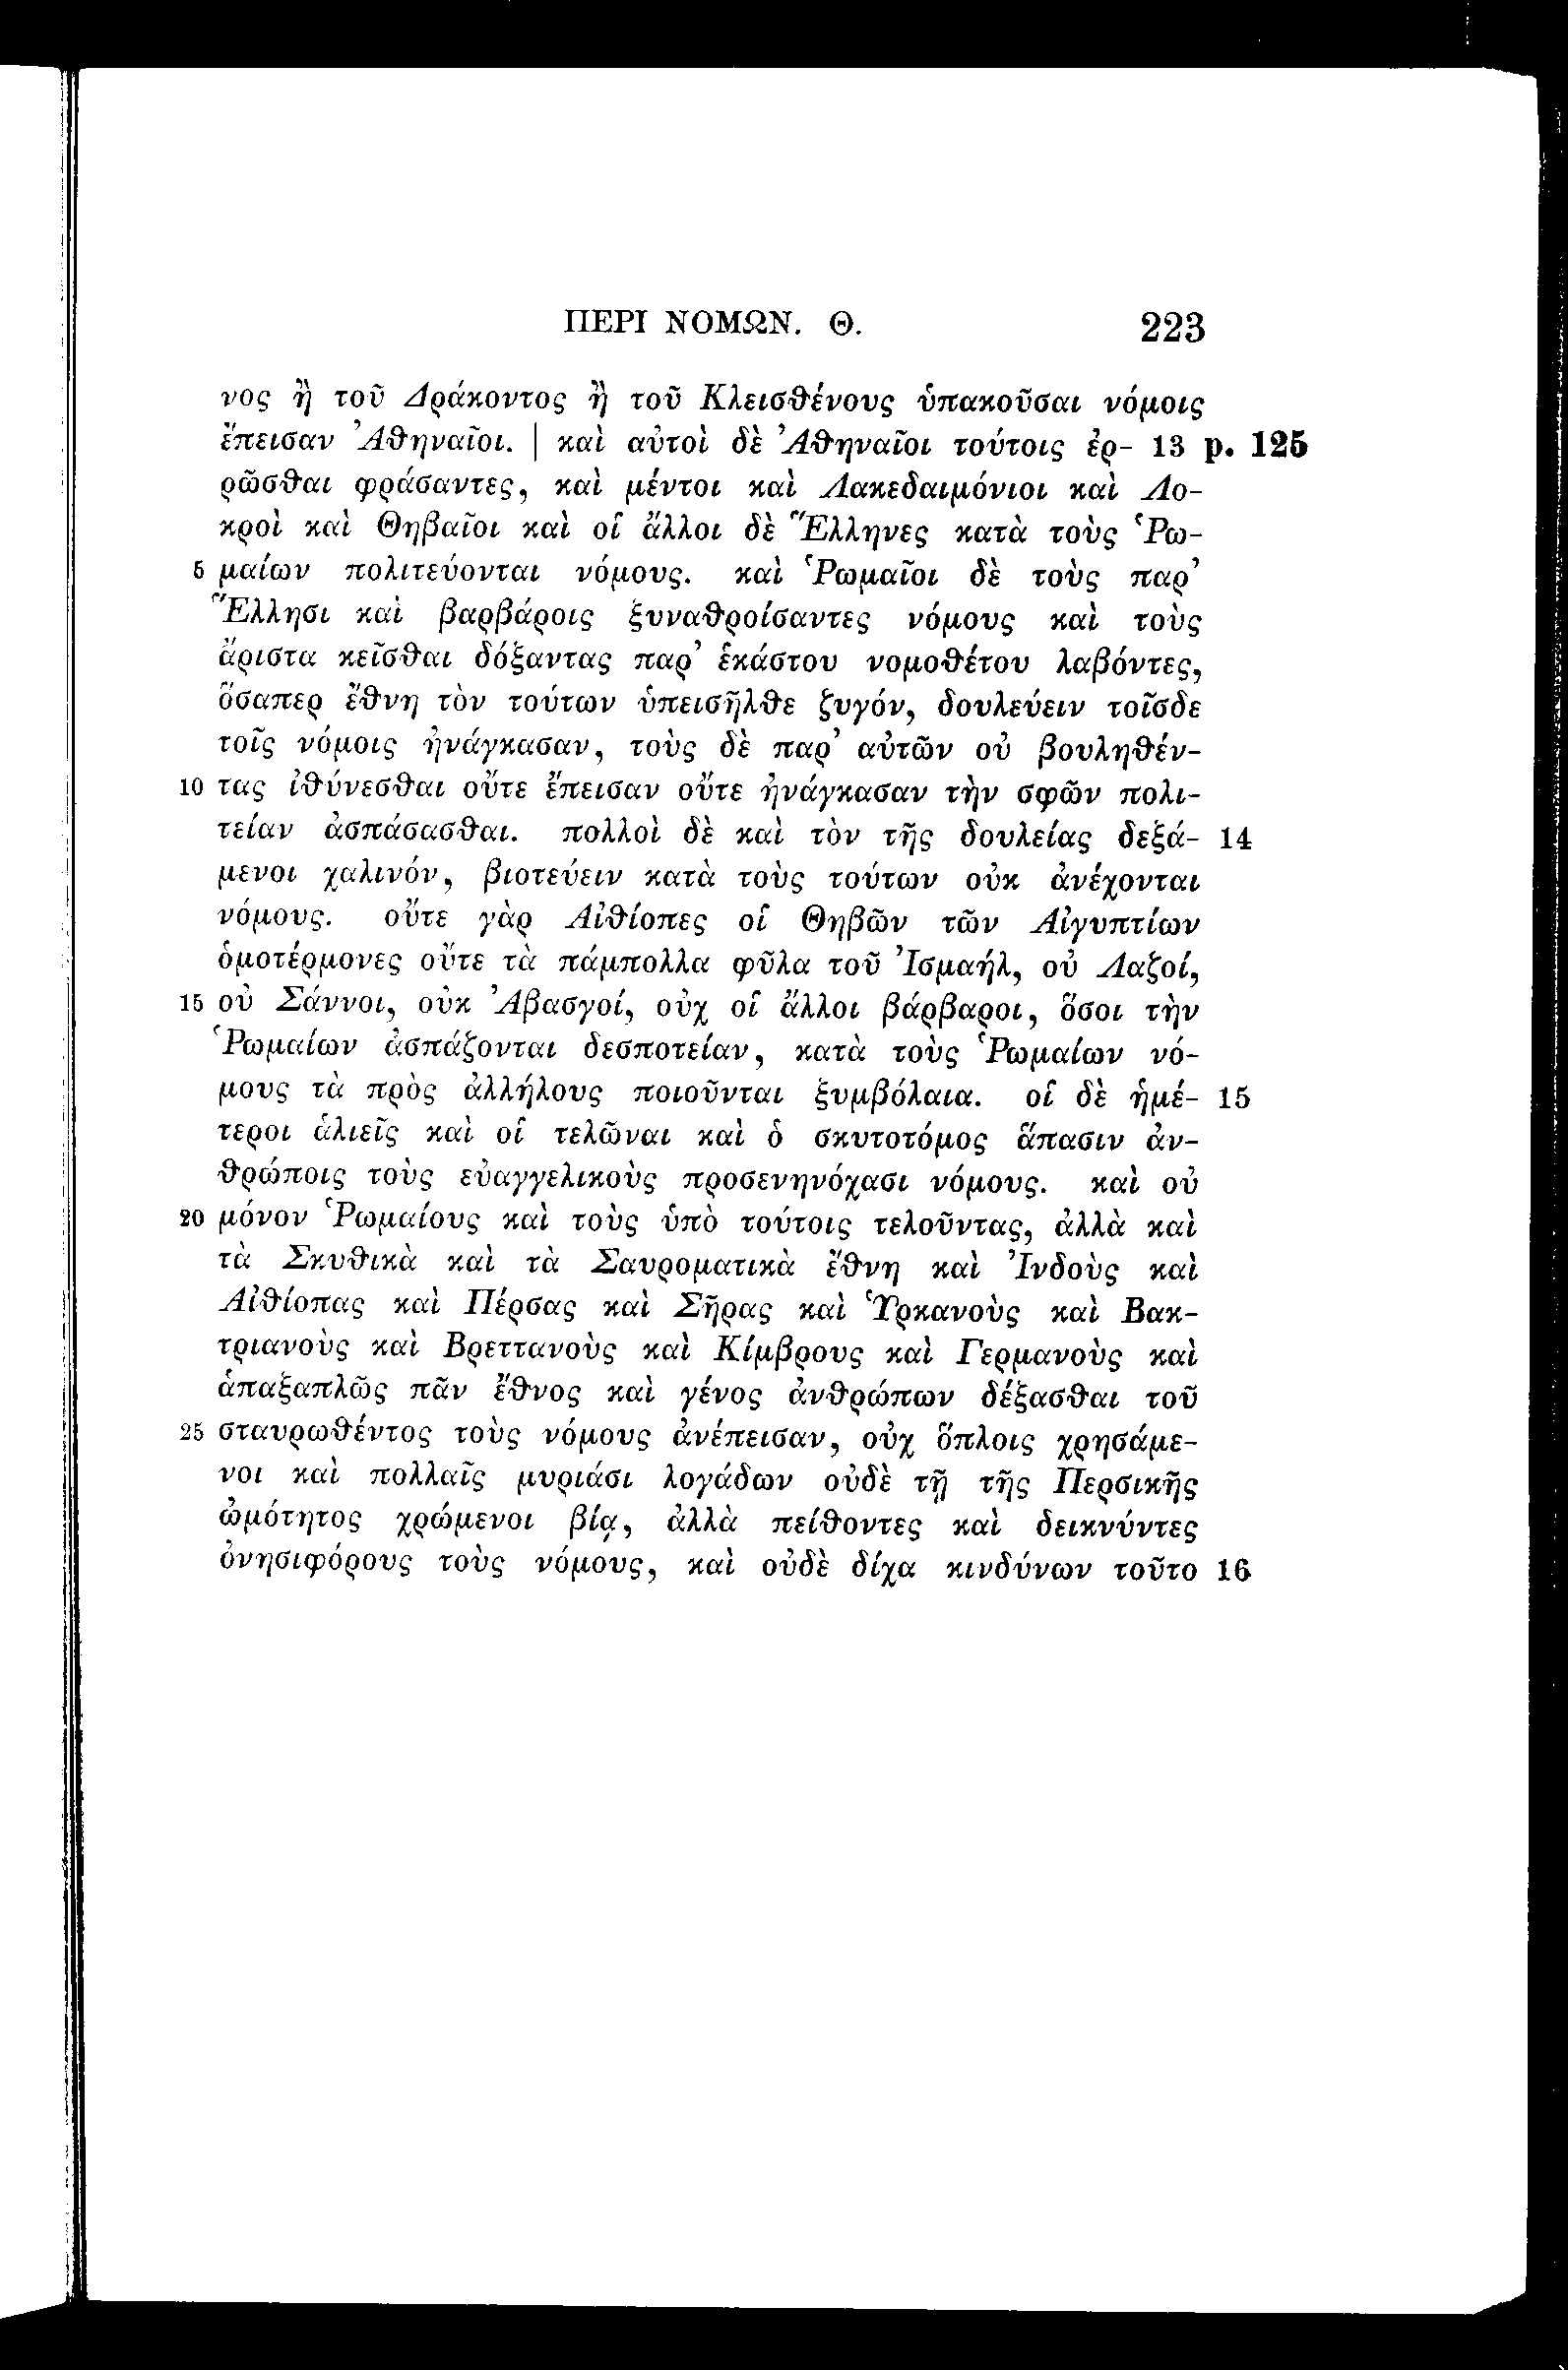 ΠΕΡΙ ΝΟΜΩΝ. Θ. 223
νος ἢ τοῦ Δράκοντος ἢ τοῦ Κλεισθένους ὑπακοῦσαι νόμοις
ἔπεισαν Ἀθηναῖοι. | καὶ αὐτοὶ δὲ Ἀθηναῖοι τούτοις ἐρ- 13 p. 125
ρῶσθαι φράσαντες, καὶ μέντοι καὶ Λακεδαιμόνιοι καὶ Λο-
κροὶ καὶ Θηβαῖοι καὶ οἱ ἄλλοι δὲ Ἕλληνες κατὰ τοὺς Ῥω-
5 μαίων πολιτεύονται νόμους. καὶ Ῥωμαῖοι δὲ τοὺς παρ’
Ἕλλησι καὶ βαρβάροις ξυναθροίσαντες νόμους καὶ τοὺς
ἄριστα κεῖσθαι δόξαντας παρ’ ἑκάστου νομοθέτου λαβόντες,
ὅσαπερ ἔθνη τὸν τούτων ὑπεισῆλθε ζυγόν, δουλεύειν τοῖσδε
τοῖς νόμοις ἠνάγκασαν, τοὺς δὲ παρ’ αὐτῶν οὐ βουληθέν-
10 τας ἰθύνεσθαι οὔτε ἔπεισαν οὔτε ἠνάγκασαν τὴν σφῶν πολι-
τείαν ἀσπάσασθαι. πολλοὶ δὲ καὶ τὸν τῆς δουλείας δεξά- 14
μενοι χαλινόν, βιοτεύειν κατὰ τοὺς τούτων οὐκ ἀνέχονται
νόμους. οὔτε γὰρ Αἰθίοπες οἱ Θηβῶν τῶν Αἰγυπτίων
ὁμοτέρμονες οὔτε τὰ πάμπολλα φῦλα τοῦ Ἰσμαήλ, οὐ Λαζοί,
15 οὐ Σάννοι, οὐκ Ἀβασγοί, οὐχ οἱ ἄλλοι βάρβαροι, ὅσοι τὴν
Ῥωμαίων ἀσπάζονται δεσποτείαν, κατὰ τοὺς Ῥωμαίων νό-
μους τὰ πρὸς ἀλλήλους ποιοῦνται ξυμβόλαια. οἱ δὲ ἡμέ- 15
τεροι ἁλιεῖς καὶ οἱ τελῶναι καὶ ὁ σκυτοτόμος ἅπασιν ἀν-
θρώποις τοὺς εὐαγγελικοὺς προσενηνόχασι νόμους. καὶ οὐ
20 μόνον Ῥωμαίους καὶ τοὺς ὑπὸ τούτοις τελοῦντας, ἀλλὰ καὶ
τὰ Σκυθικὰ καὶ τὰ Σαυροματικὰ ἔθνη καὶ Ἰνδοὺς καὶ
Αἰθίοπας καὶ Πέρσας καὶ Σῆρας καὶ Ὑρκανοὺς καὶ Βακ-
τριανοὺς καὶ Βρεττανοὺς καὶ Κίμβρους καὶ Γερμανοὺς καὶ
ἁπαξαπλῶς πᾶν ἔθνος καὶ γένος ἀνθρώπων δέξασθαι τοῦ
25 σταυρωθέντος τοὺς νόμους ἀνέπεισαν, οὐχ ὅπλοις χρησάμε-
νοι καὶ πολλαῖς μυριάσι λογάδων οὐδὲ τῇ τῆς Περσικῆς
ὠμότητος χρώμενοι βίᾳ, ἀλλὰ πείθοντες καὶ δεικνύντες
ὀνησιφόρους τοὺς νόμους, καὶ οὐδὲ δίχα κινδύνων τοῦτο 16